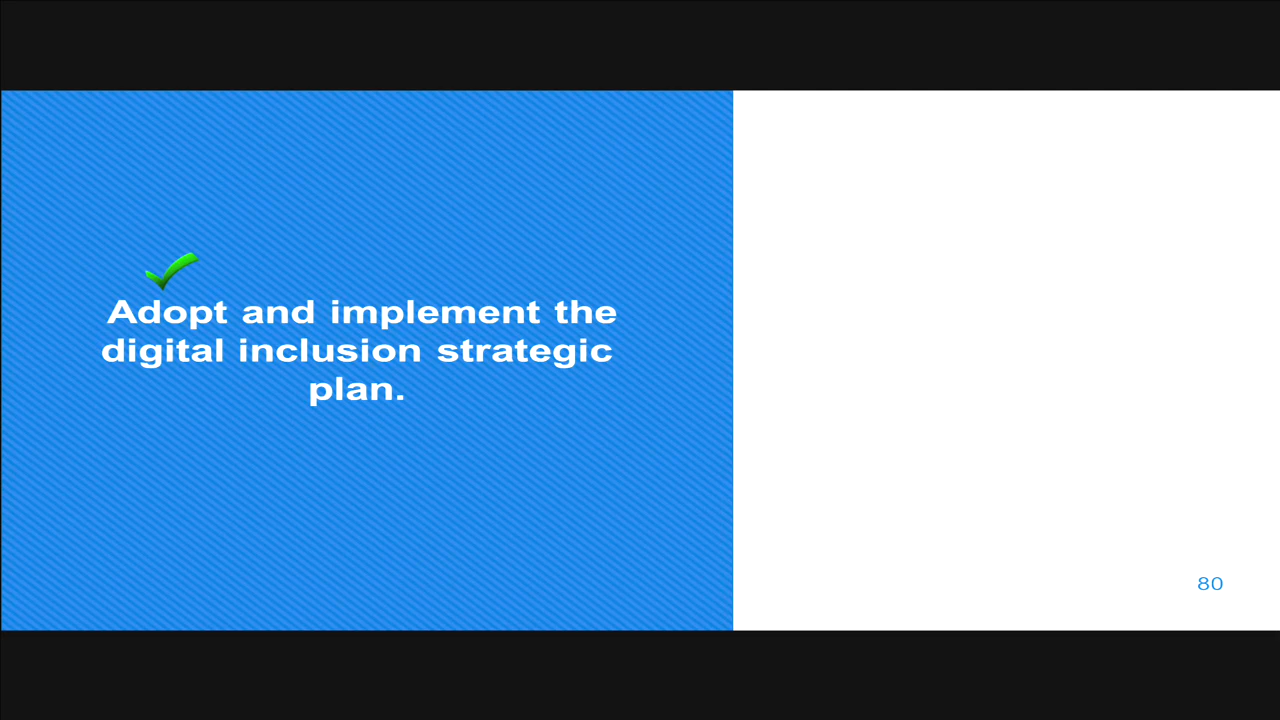 Adopt and implement the
digital inclusion strategic
plan.
80